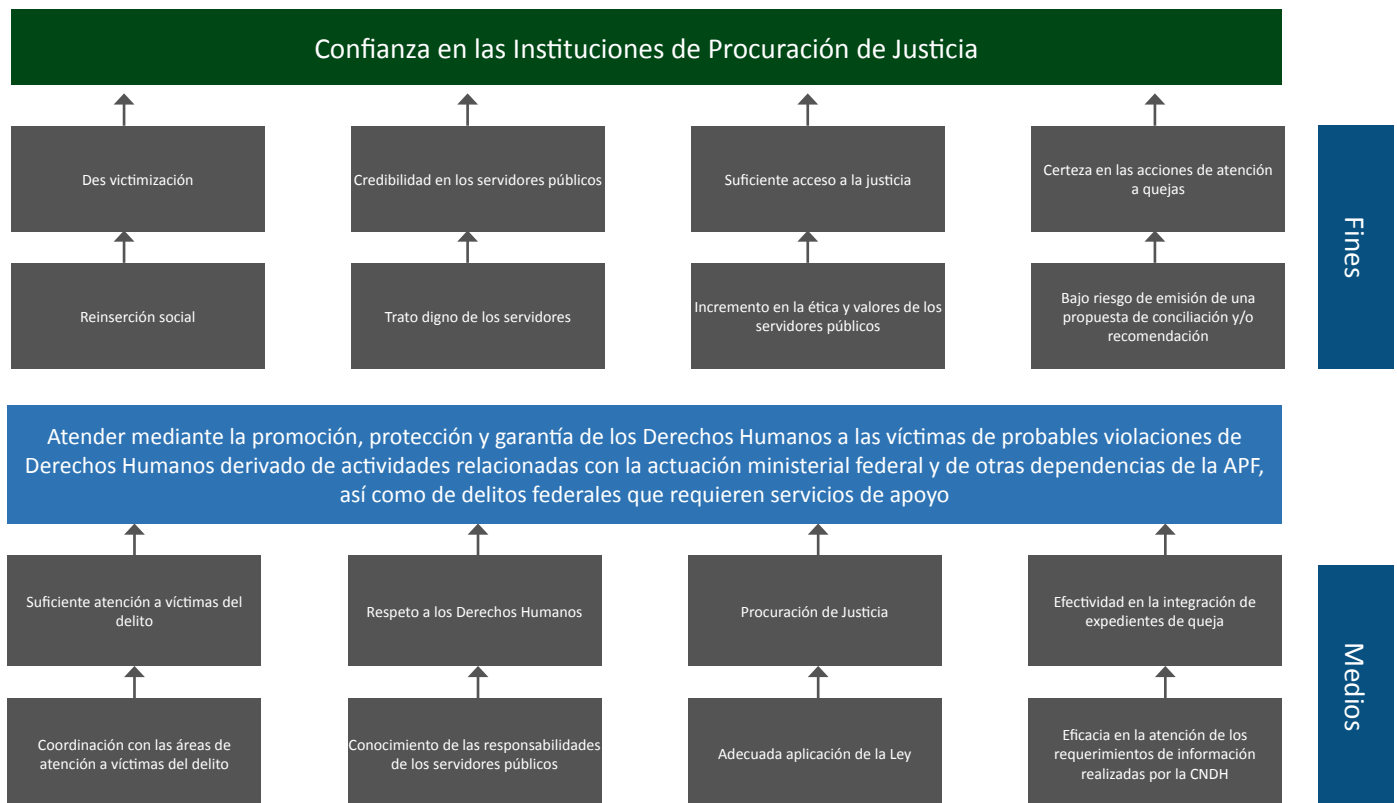 Confianza en las Instituciones de Procuración de Justicia
Des victimización
Credibilidad en los servidores públicos
Suficiente acceso a la justicia
Certeza en las acciones de atención
a quejas
Fines
Reinserción social
Trato digno de los servidores
Incremento en la ética y valores de los
servidores públicos
Bajo riesgo de emisión de una
propuesta de conciliación y/o
recomendación
Atender mediante la promoción, protección y garantía de los Derechos Humanos a las víctimas de probables violaciones de
Derechos Humanos derivado de actividades relacionadas con la actuación ministerial federal y de otras dependencias de la APF,
así como de delitos federales que requieren servicios de apoyo
Suficiente atención a víctimas del
delito
Respeto a los Derechos Humanos
Procuración de Justicia
Efectividad en la integración de
expedientes de queja
Medios
Coordinación con las áreas de
atención a víctimas del delito
Conocimiento de las responsabilidades
de los servidores públicos
Adecuada aplicación de la Ley
Eficacia en la atención de los
requerimientos de información
realizadas por la CNDH